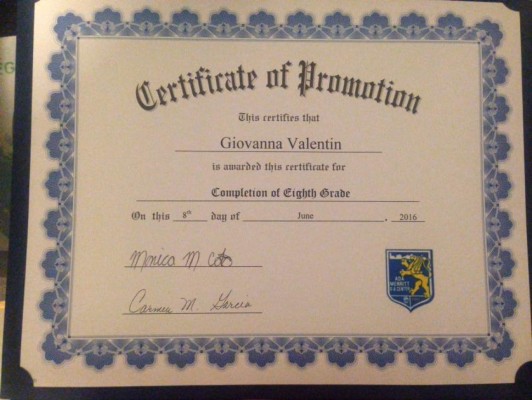 Certificate of Promotion
This certifies that
Giovanna Valentin
is awarded this certificate for
Completion of Eighth Grade
On this 8th day of June , 2016
Monica M.
Carmen M. Garcia